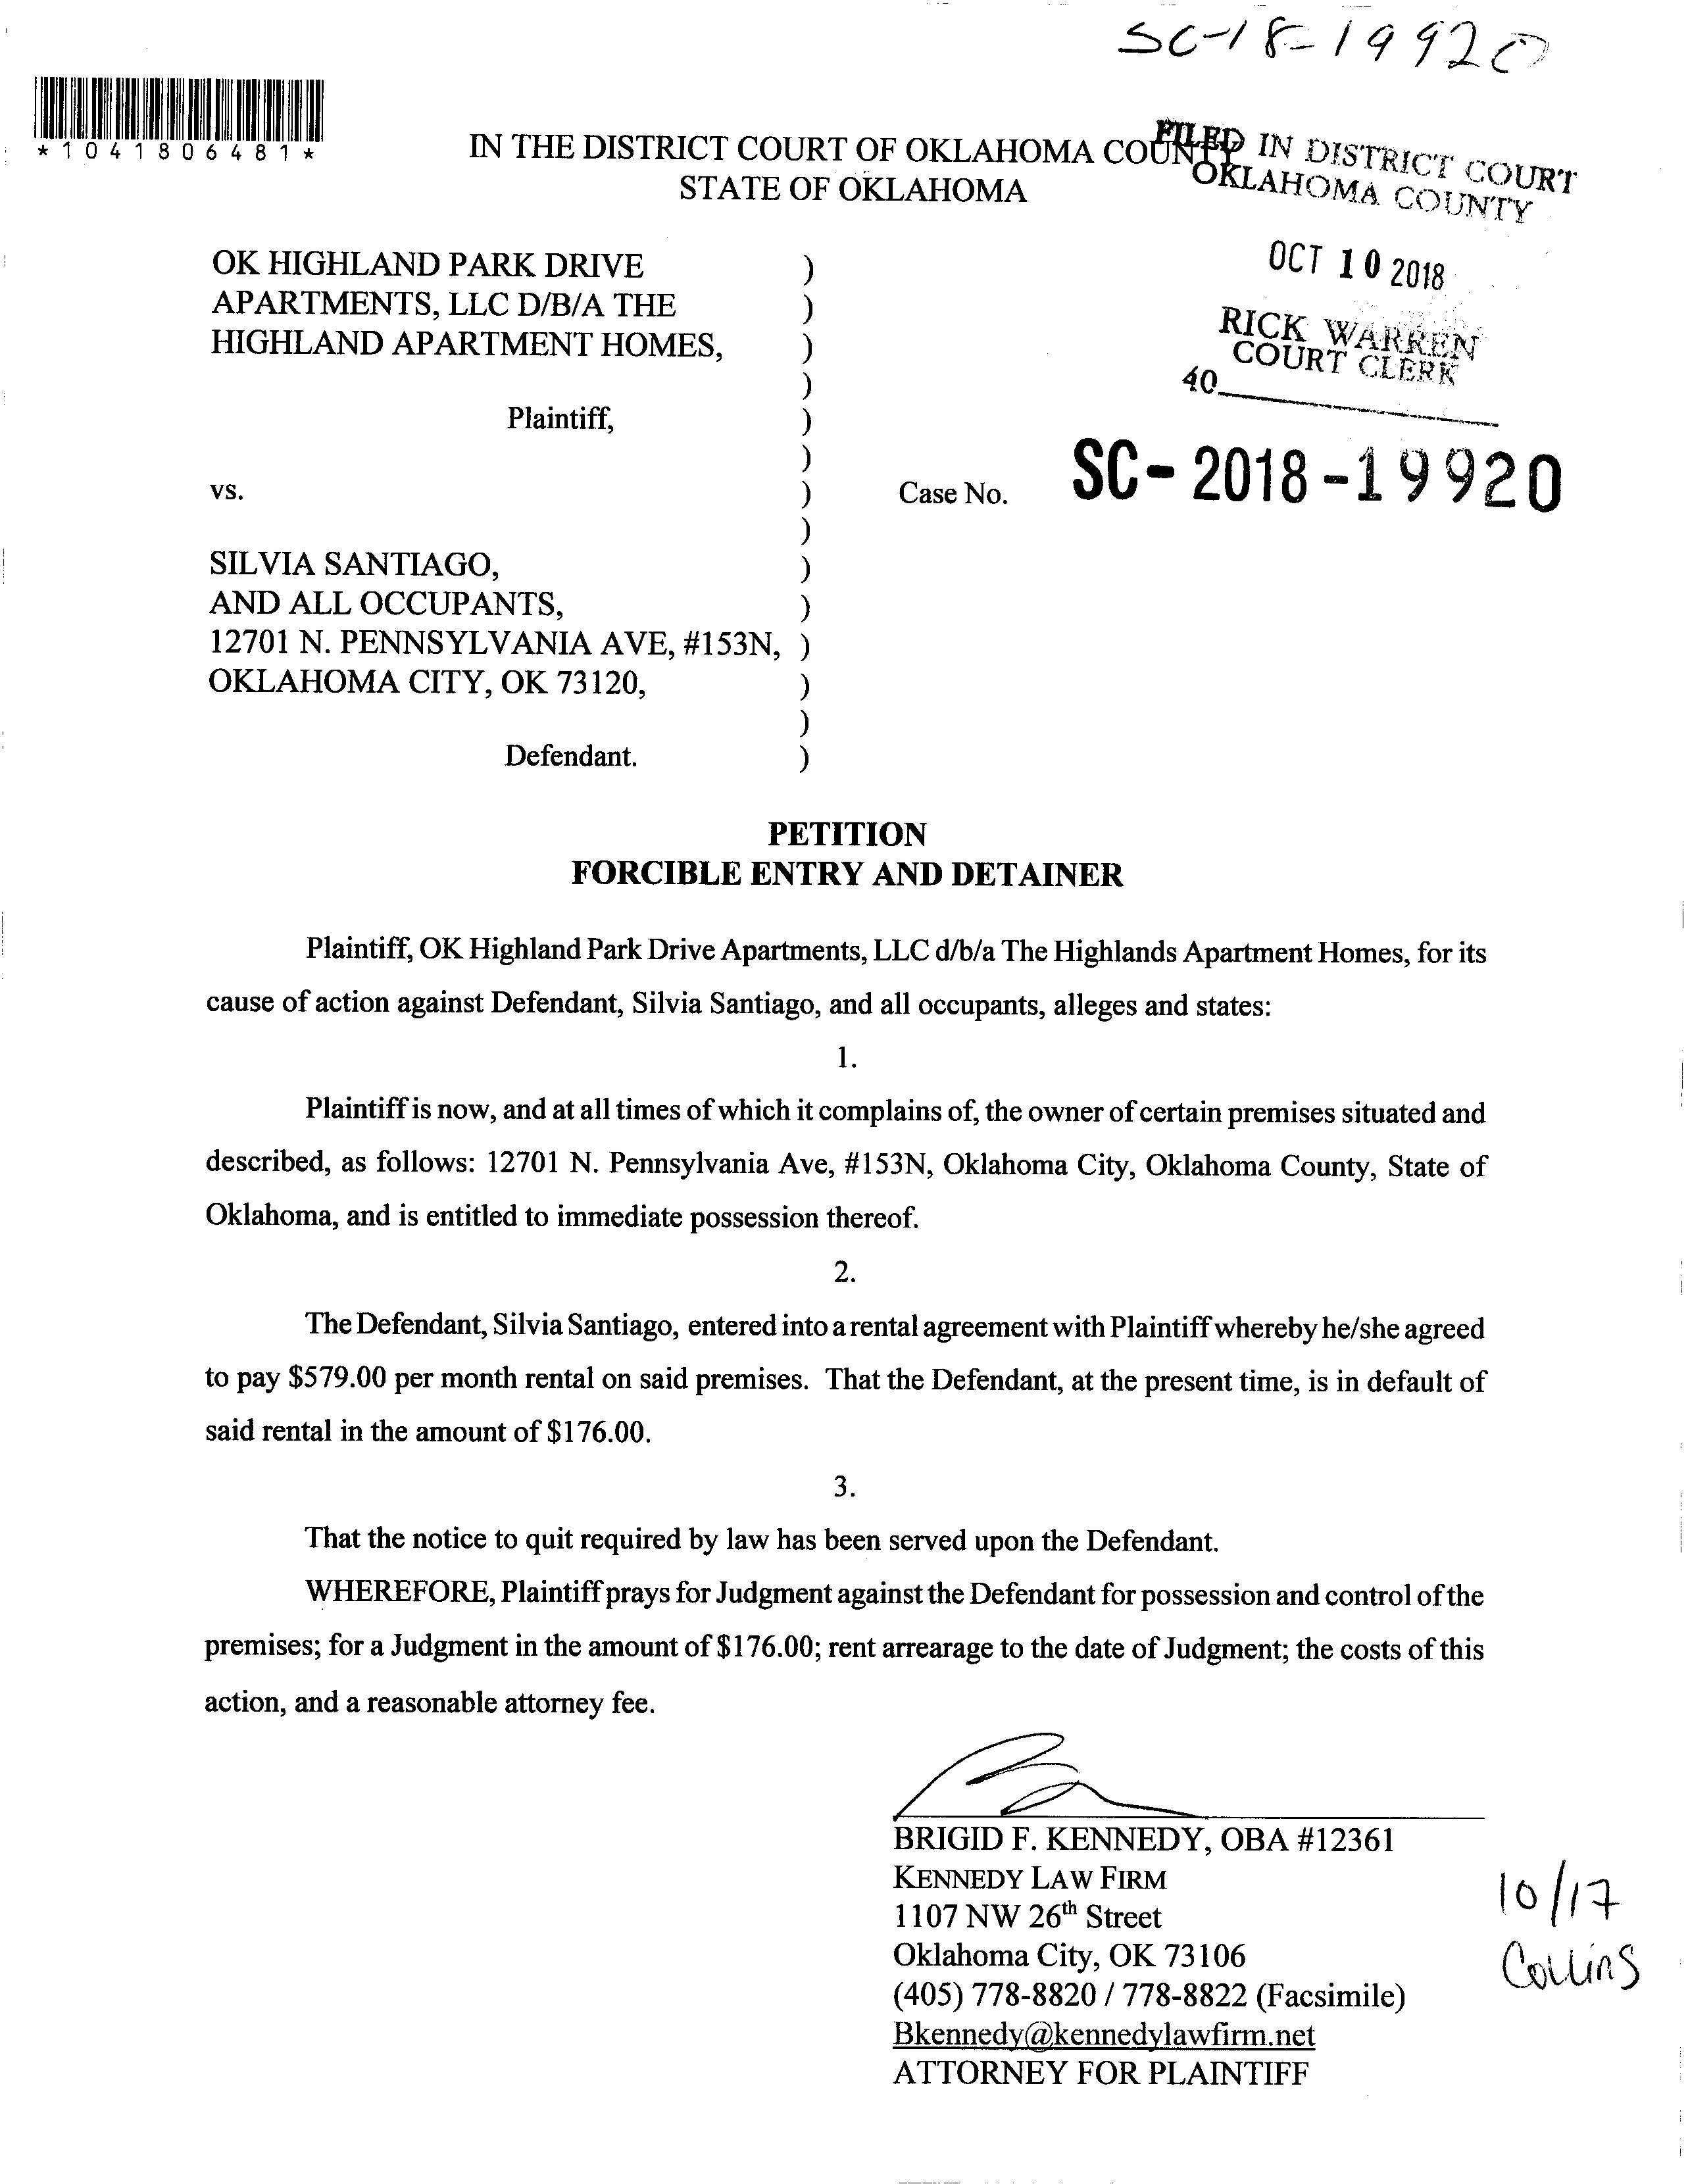 SC-18-19920
*1041806481*
IN THE DISTRICT COURT OF OKLAHOMA COUNTY
STATE OF OKLAHOMA
FILED IN DISTRICT COURT
OKLAHOMA COUNTY
OCT 10 2018
RICK WARREN
COURT CLERK
40
OK HIGHLAND PARK DRIVE )
APARTMENTS, LLC D/B/A THE )
HIGHLAND APARTMENT HOMES, )
)
Plaintiff, )
)
vs. ) Case No. SC-2018-19920
)
SILVIA SANTIAGO, )
AND ALL OCCUPANTS, )
12701 N. PENNSYLVANIA AVE, #153N, )
OKLAHOMA CITY, OK 73120, )
)
Defendant. )
PETITION
FORCIBLE ENTRY AND DETAINER
Plaintiff, OK Highland Park Drive Apartments, LLC d/b/a The Highlands Apartment Homes, for its
cause of action against Defendant, Silvia Santiago, and all occupants, alleges and states:
1.
Plaintiff is now, and at all times of which it complains of, the owner of certain premises situated and
described, as follows: 12701 N. Pennsylvania Ave, #153N, Oklahoma City, Oklahoma County, State of
Oklahoma, and is entitled to immediate possession thereof.
2.
The Defendant, Silvia Santiago, entered into a rental agreement with Plaintiff whereby he/she agreed
to pay $579.00 per month rental on said premises. That the Defendant, at the present time, is in default of
said rental in the amount of $176.00.
3.
That the notice to quit required by law has been served upon the Defendant.
WHEREFORE, Plaintiff prays for Judgment against the Defendant for possession and control of the
premises; for a Judgment in the amount of $176.00; rent arrearage to the date of Judgment; the costs of this
action, and a reasonable attorney fee.
BRIGID F. KENNEDY, OBA #12361
KENNEDY LAW FIRM
1107 NW 26th Street
Oklahoma City, OK 73106
(405) 778-8820 / 778-8822 (Facsimile)
Bkennedy@kennedylawfirm.net
ATTORNEY FOR PLAINTIFF
10/17
Collins